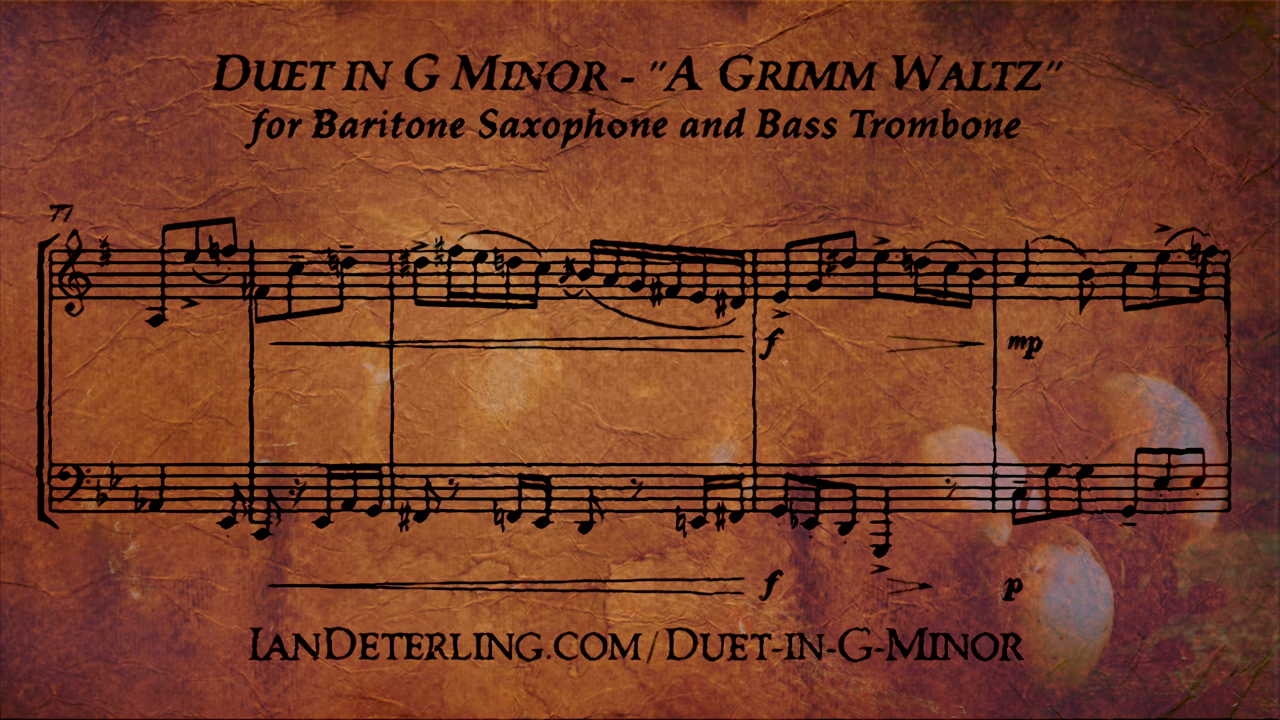 DUET IN G MINOR - "A GRIMM WALTZ"
for Baritone Saxophone and Bass Trombone
77
f
mp
f
p
IANDETERLING.COM/DUET-IN-G-MINOR